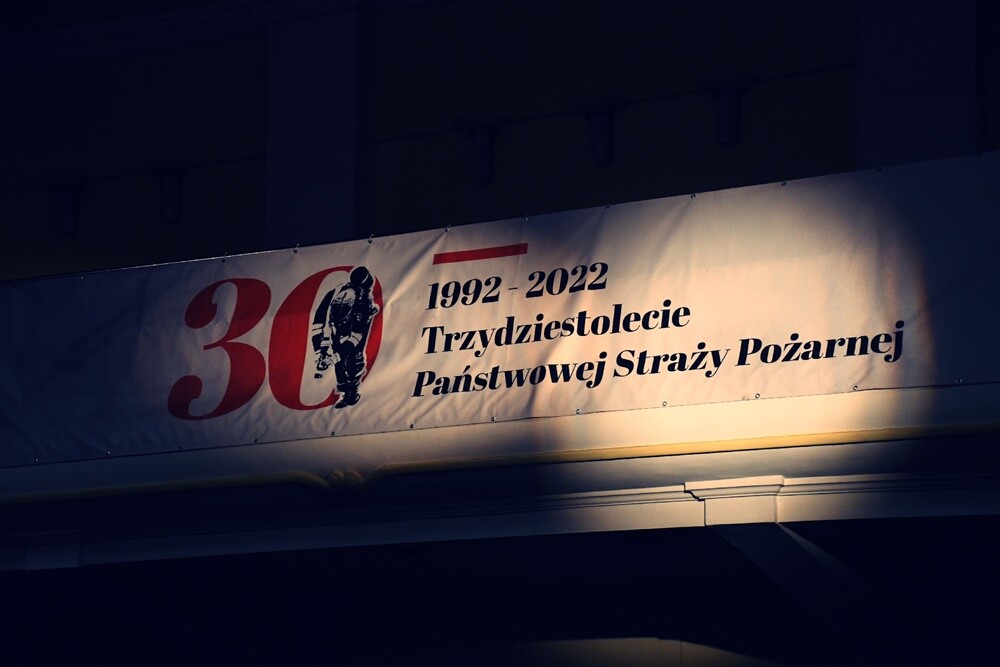 30
1992 - 2022
Trzydziestolecie
Państwowej Straży Pożarnej